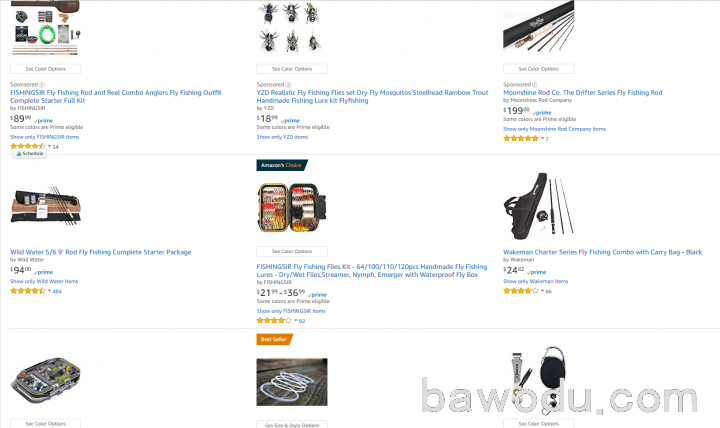 See Color Options
See Color Options
See Color Options
Sponsored
FISHINGSIR Fly Fishing Rod and Reel Combo Anglers Fly Fishing Outfit
Complete Starter Full Kit
by FISHINGSIR
$89 99 prime
Some colors are Prime eligible
Show only FISHINGSIR items
34
Schedule
Sponsored
YZD Realistic Fly Fishing Flies set Dry Fly Mosquitos Steelhead Rainbow Trout
Handmade Fishing Lure kit Flyfishing
by YZD
$18 99 prime
Some colors are Prime eligible
Show only YZD items
Sponsored
Moonshine Rod Co. The Drifter Series Fly Fishing Rod
by Moonshine Rod Company
$199 00 prime
Some colors are Prime eligible
Show only Moonshine Rod Company items
7
Wild Water 5/6 9' Rod Fly Fishing Complete Starter Package
by Wild Water
$94 00 prime
Show only Wild Water items
484
Amazon's Choice
See Color Options
FISHINGSIR Fly Fishing Flies Kit - 64/100/110/120pcs Handmade Fly Fishing
Lures - Dry/Wet Flies,Streamer, Nymph, Emerger with Waterproof Fly Box
by FISHINGSIR
$21 99 - $36 99 prime
Some colors are Prime eligible
Show only FISHINGSIR items
92
Wakeman Charter Series Fly Fishing Combo with Carry Bag - Black
by Wakeman
$24 82 prime
Show only Wakeman items
66
See Color Options
Best Seller
See Size & Style Options
See Color Options
bawodu.com